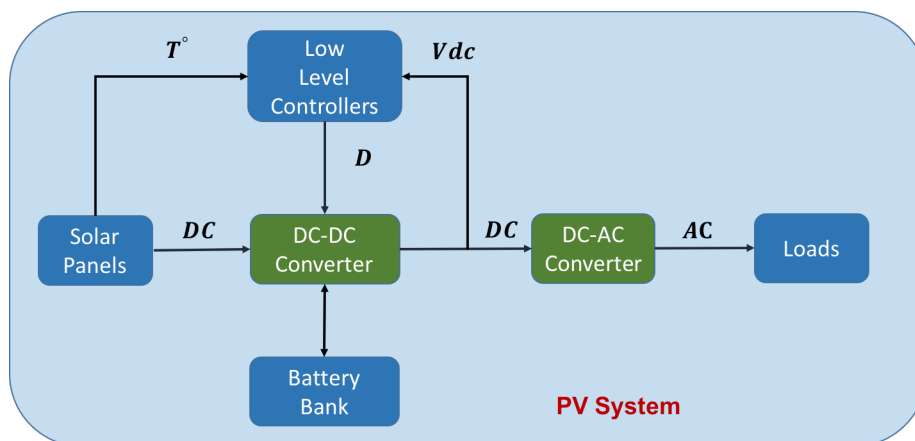 T°
Low
Level
Controllers
Vdc
D
Solar
Panels
DC
DC-DC
Converter
DC
DC-AC
Converter
AC
Loads
Battery
Bank
PV System